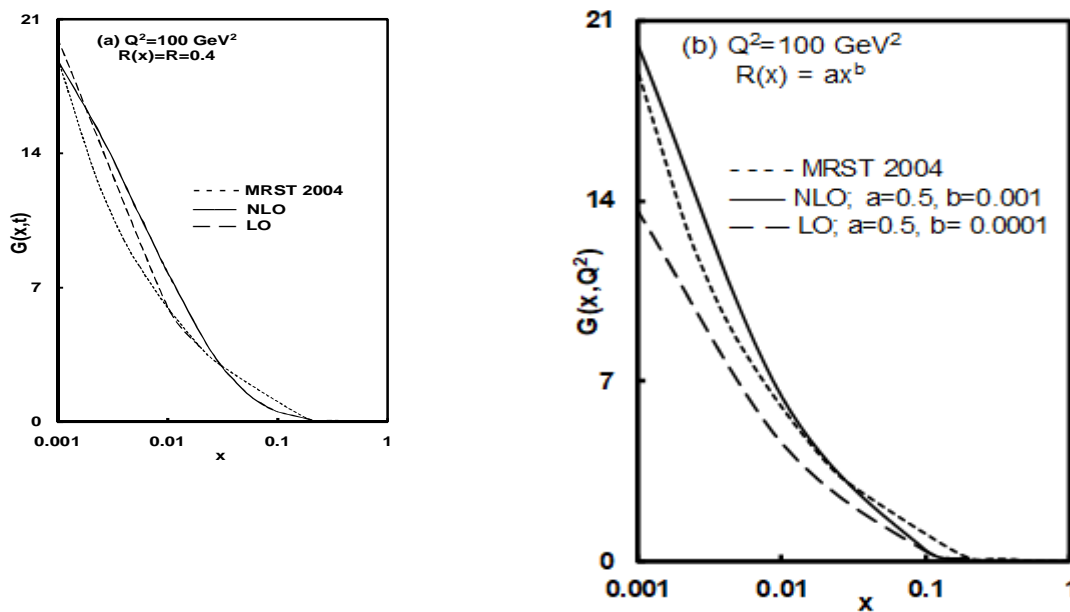 21
(a) Q²=100 GeV²
R(x)=R=0.4
14
MRST 2004
NLO
LO
G(x,t)
7
0
0.001 0.01 0.1 1
x
21
(b) Q²=100 GeV²
R(x) = axᵇ
MRST 2004
14
NLO; a=0.5, b=0.001
LO; a=0.5, b= 0.0001
G(x,Q²)
7
0
0.001 0.01 0.1 1
x